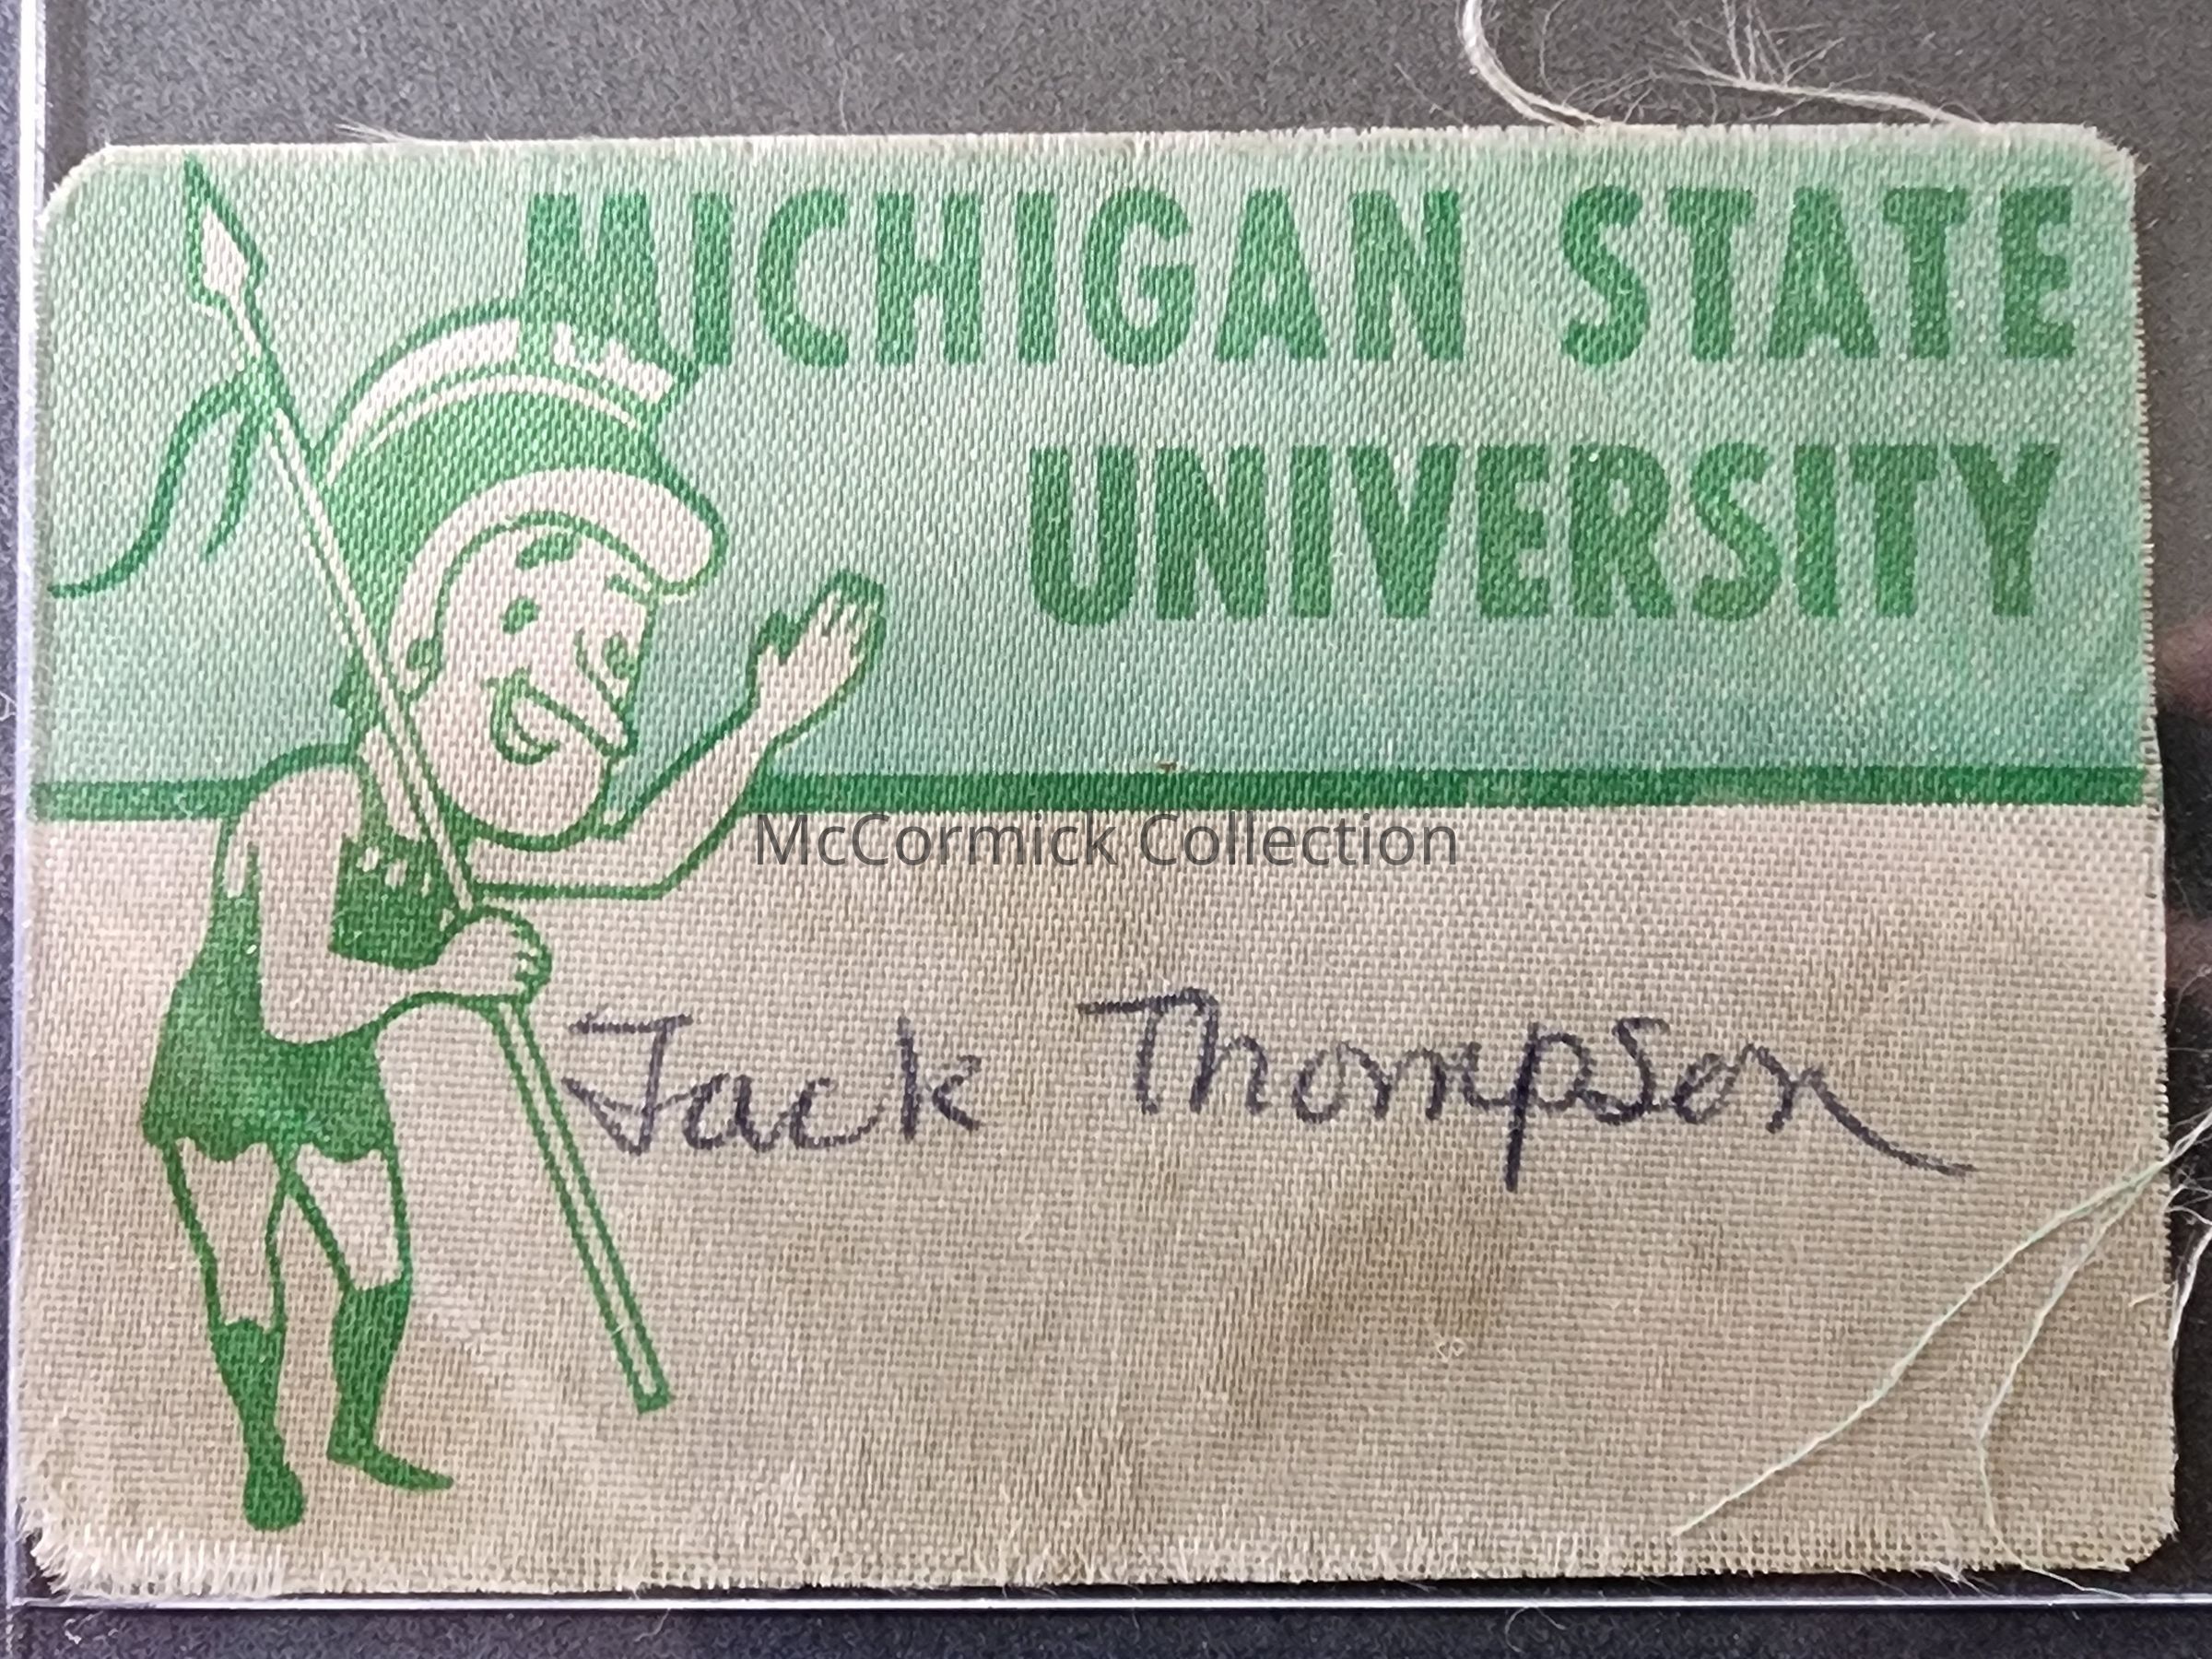 MICHIGAN STATE
UNIVERSITY
McCormick Collection
Jack Thompson